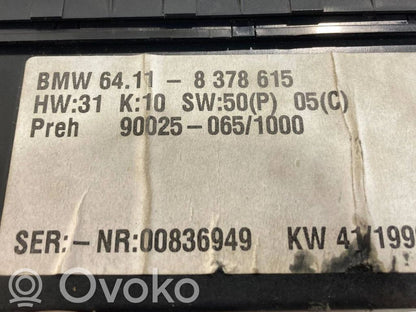 BMW 64.11 - 8 378 615
HW:31 K:10 SW:50(P) 05(C)
Preh 90025-065/1000
SER:-NR:00836949 KW 41/199
OVOKO